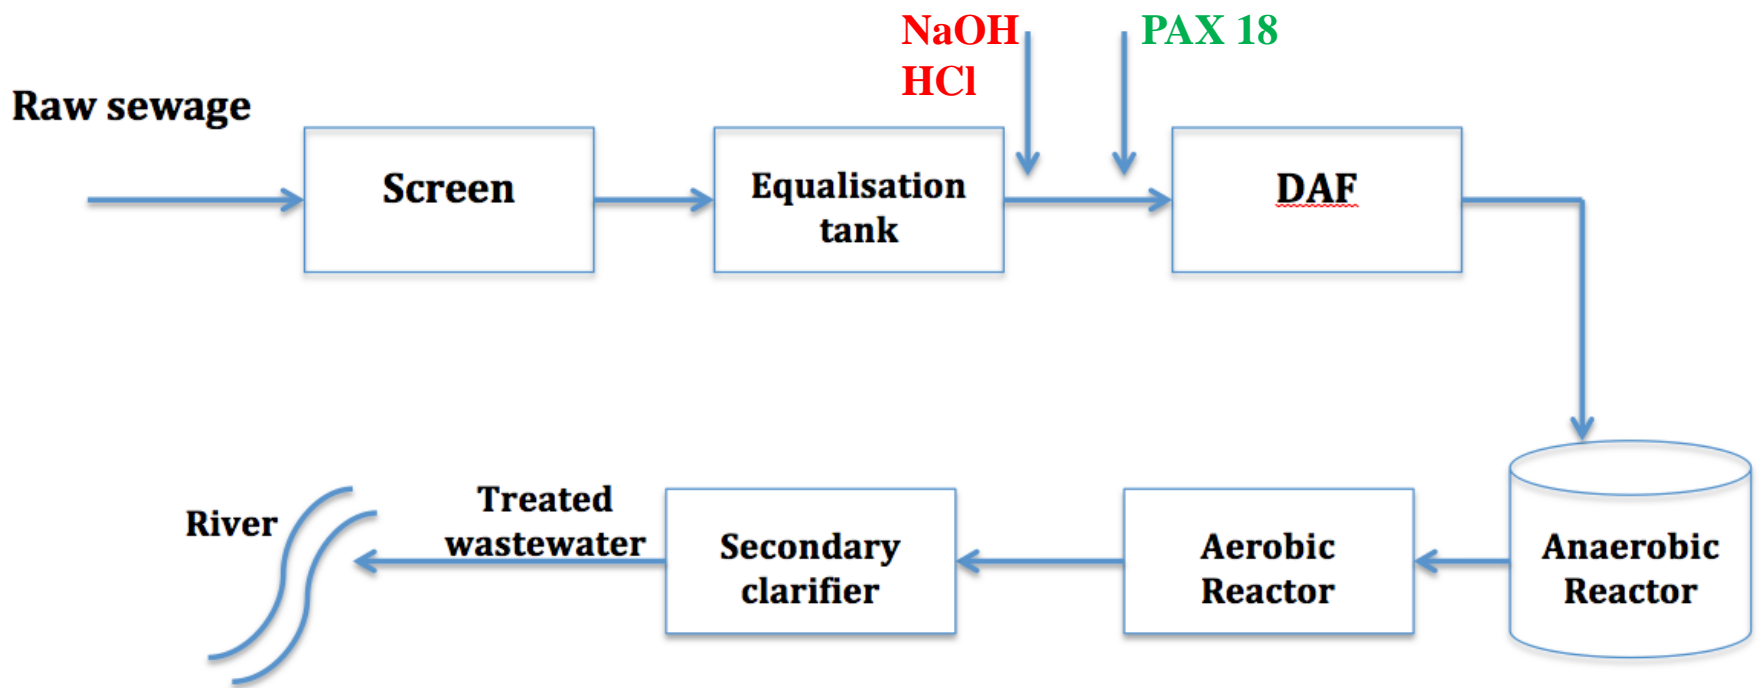 NaOH
HCl
PAX 18
Raw sewage
Screen
Equalisation
tank
DAF
River
Treated
wastewater
Secondary
clarifier
Aerobic
Reactor
Anaerobic
Reactor